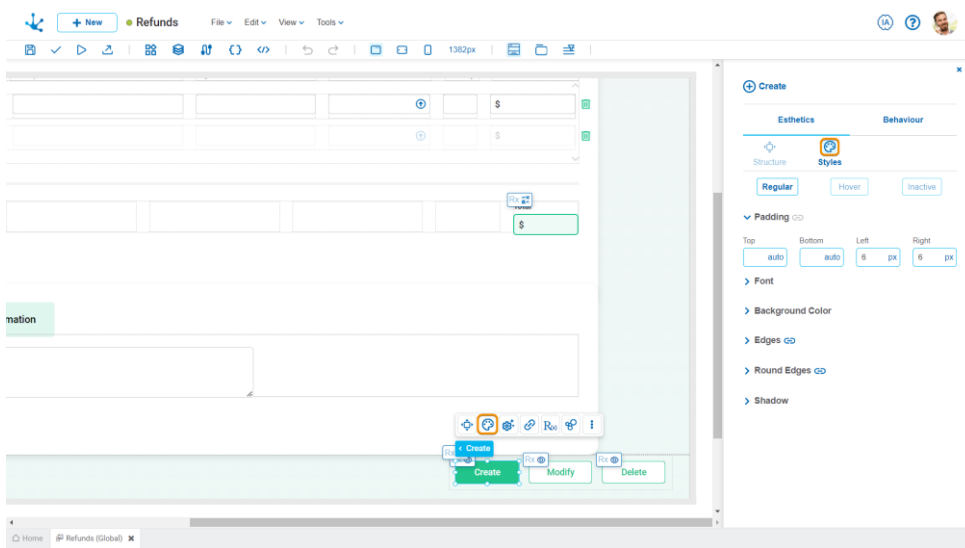 + New
Refunds
File
Edit
View
Tools
IA
?
1382px
Create
Esthetics
Behaviour
Structure
Styles
Regular
Hover
Inactive
Padding
Top
Bottom
Left
Right
auto
auto
6 px
6 px
Font
Background Color
Edges
Round Edges
Shadow
$
$
Rx
Total
$
mation
R(x)
Create
Rx
Rx
Rx
Create
Modify
Delete
Home
Refunds (Global)